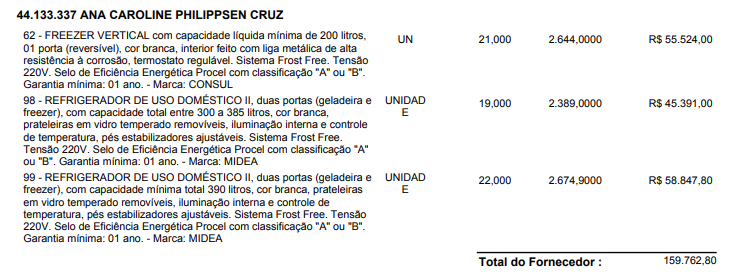 44.133.337 ANA CAROLINE PHILIPPSEN CRUZ
62 - FREEZER VERTICAL com capacidade líquida mínima de 200 litros, UN 21,000 2.644,0000 R$ 55.524,00
01 porta (reversível), cor branca, interior feito com liga metálica de alta
resistência à corrosão, termostato regulável. Sistema Frost Free. Tensão
220V. Selo de Eficiência Energética Procel com classificação "A" ou "B".
Garantia mínima: 01 ano. - Marca: CONSUL
98 - REFRIGERADOR DE USO DOMÉSTICO II, duas portas (geladeira e UNIDAD 19,000 2.389,0000 R$ 45.391,00
freezer), com capacidade total entre 300 a 385 litros, cor branca, E
prateleiras em vidro temperado removíveis, iluminação interna e controle
de temperatura, pés estabilizadores ajustáveis. Sistema Frost Free.
Tensão 220V. Selo de Eficiência Energética Procel com classificação "A"
ou "B". Garantia mínima: 01 ano. - Marca: MIDEA
99 - REFRIGERADOR DE USO DOMÉSTICO II, duas portas (geladeira e UNIDAD 22,000 2.674,9000 R$ 58.847,80
freezer), com capacidade mínima total 390 litros, cor branca, prateleiras E
em vidro temperado removíveis, iluminação interna e controle de
temperatura, pés estabilizadores ajustáveis. Sistema Frost Free. Tensão
220V. Selo de Eficiência Energética Procel com classificação "A" ou "B".
Garantia mínima: 01 ano. - Marca: MIDEA
Total do Fornecedor : 159.762,80